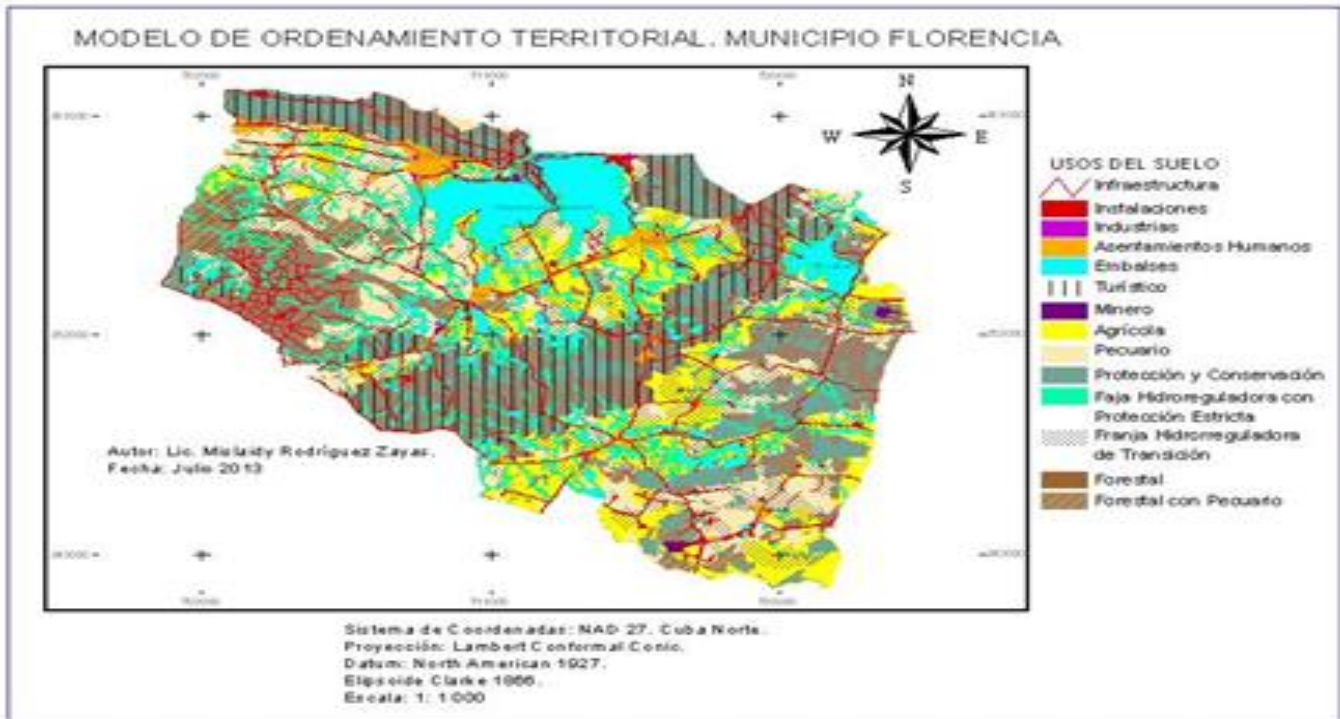 MODELO DE ORDENAMIENTO TERRITORIAL. MUNICIPIO FLORENCIA
N
W
E
S
USOS DEL SUELO
Infraestructura
Instalaciones
Industrias
Asentamientos Humanos
Embalses
Turístico
Minero
Agrícola
Pecuario
Protección y Conservación
Faja Hidroreguladora con
Protección Estricta
Franja Hidrorreguladora
de Transición
Forestal
Forestal con Pecuario
Autor: Lic. Rodríguez Zayas.
Fecha: Julio 2013
Sistema de Coordenadas: NAD 27. Cuba Norte.
Proyección: Lambert Conformal Conic.
Datum: North American 1927.
Elipsoide Clarke 1866.
Escala: 1: 1 000